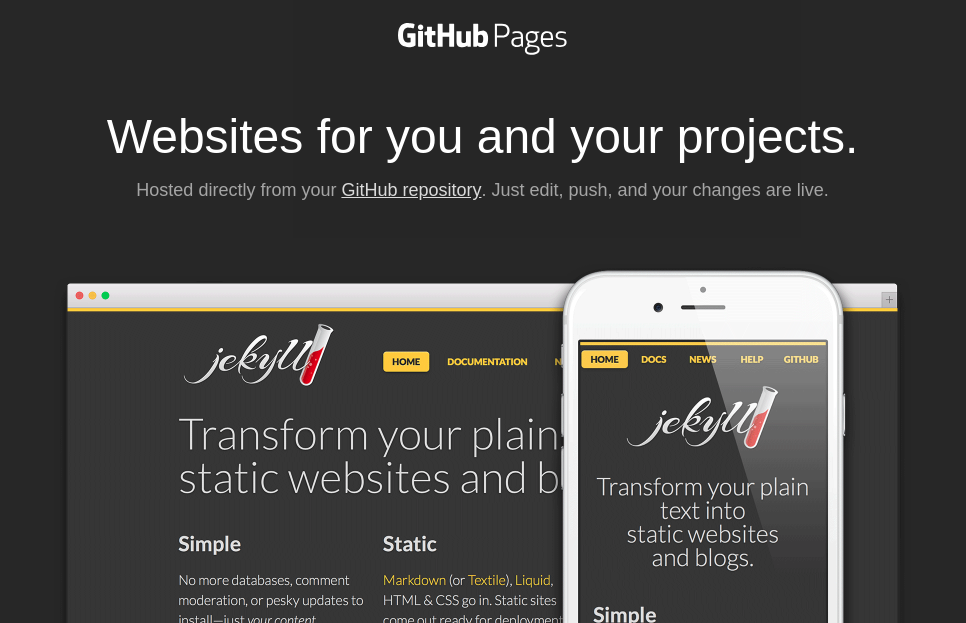 GitHub Pages
Websites for you and your projects.
Hosted directly from your GitHub repository. Just edit, push, and your changes are live.
jekyll
HOME DOCUMENTATION
Transform your plain
static websites and b
Simple
No more databases, comment
moderation, or pesky updates to
install—just your content.
Static
Markdown (or Textile), Liquid,
HTML & CSS go in. Static sites
come out ready for deployment
HOME DOCS NEWS HELP GITHUB
jekyll
Transform your plain
text into
static websites
and blogs.
Simple